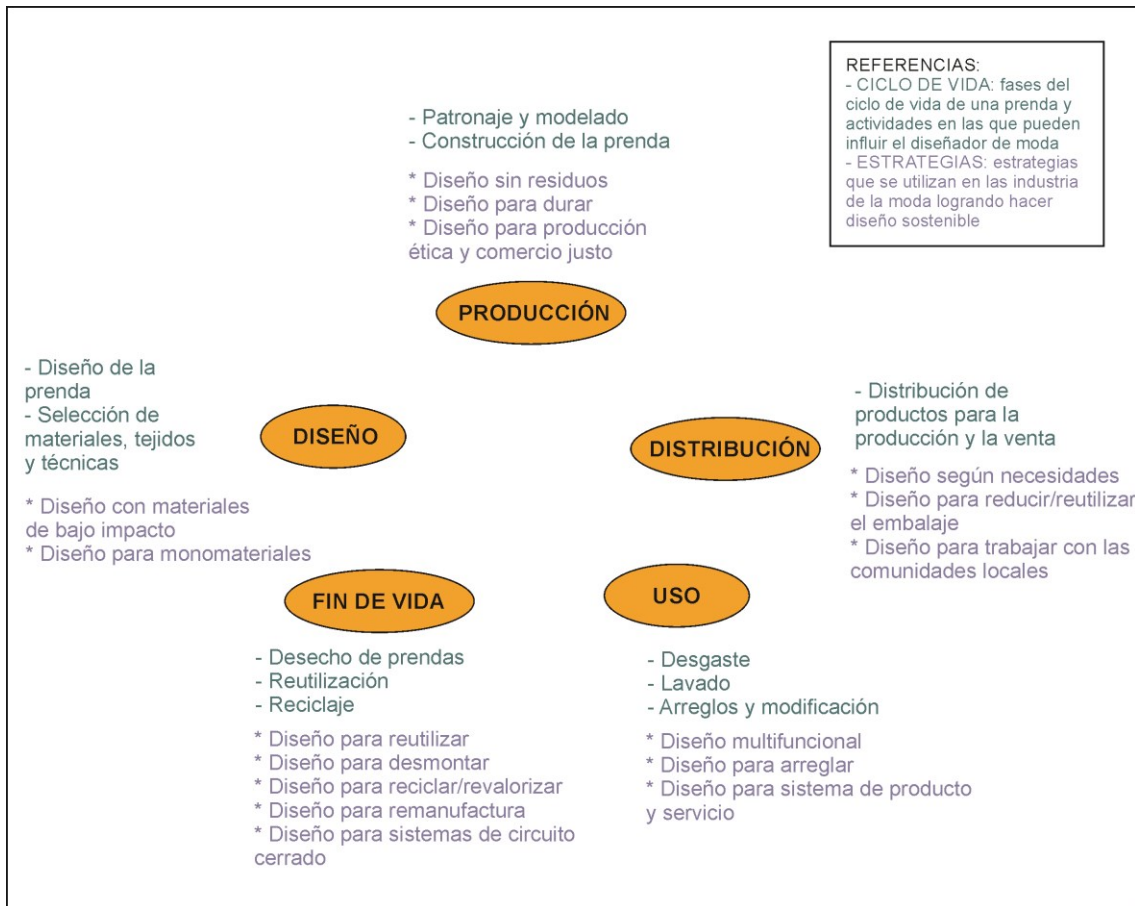 REFERENCIAS:
- CICLO DE VIDA: fases del
ciclo de vida de una prenda y
actividades en las que pueden
influir el diseñador de moda
- ESTRATEGIAS: estrategias
que se utilizan en las industria
de la moda logrando hacer
diseño sostenible
- Patronaje y modelado
- Construcción de la prenda
* Diseño sin residuos
* Diseño para durar
* Diseño para producción
ética y comercio justo
PRODUCCIÓN
- Diseño de la
prenda
- Selección de
materiales, tejidos
y técnicas
* Diseño con materiales
de bajo impacto
* Diseño para monomateriales
DISEÑO
DISTRIBUCIÓN
- Distribución de
productos para la
producción y la venta
* Diseño según necesidades
* Diseño para reducir/reutilizar
el embalaje
* Diseño para trabajar con las
comunidades locales
FIN DE VIDA
- Desecho de prendas
- Reutilización
- Reciclaje
* Diseño para reutilizar
* Diseño para desmontar
* Diseño para reciclar/revalorizar
* Diseño para remanufactura
* Diseño para sistemas de circuito
cerrado
USO
- Desgaste
- Lavado
- Arreglos y modificación
* Diseño multifuncional
* Diseño para arreglar
* Diseño para sistema de producto
y servicio